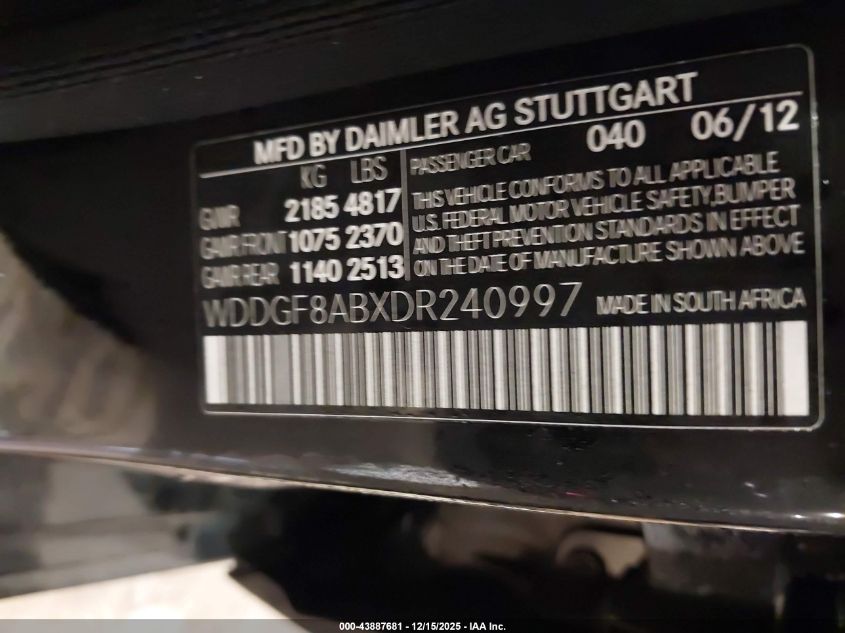 MFD BY DAIMLER AG STUTTGART
KG LBS
GVWR 2185 4817
GAWR FRONT 1075 2370
GAWR REAR 1140 2513
PASSENGER CAR 040 06/12
THIS VEHICLE CONFORMS TO ALL APPLICABLE
U.S. FEDERAL MOTOR VEHICLE SAFETY, BUMPER
AND THEFT PREVENTION STANDARDS IN EFFECT
ON THE DATE OF MANUFACTURE SHOWN ABOVE
WDDGF8ABXDR240997 MADE IN SOUTH AFRICA
000-43887681 - 12/15/2025 - IAA Inc.